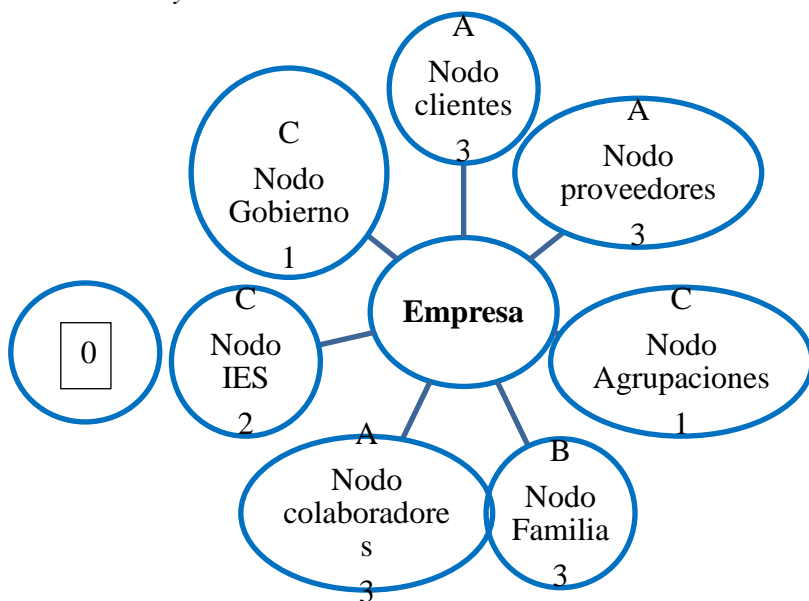 A
Nodo
clientes
3
A
Nodo
proveedores
3
C
Nodo
Gobierno
1
Empresa
C
Nodo
Agrupaciones
1
C
Nodo
IES
2
0
A
Nodo
colaboradore
s
3
B
Nodo
Familia
3